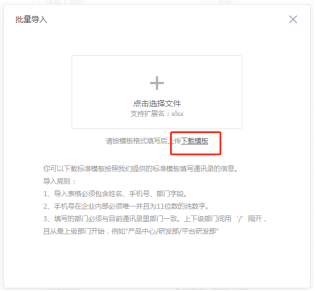 批量导入
点击选择文件
支持扩展名：xlsx
请按模板格式填写后上传下载模板
你可以下载标准模板按照我们提供的标准模板填写通讯录的信息。
导入规则：
1、导入表格必须包含姓名、手机号、部门字段。
2、手机号在企业内部必须唯一并且为11位数的纯数字。
3、填写的部门必须与目前通讯录里部门一致。上下级部门间用“/”隔开，
且从最上级部门开始，例如"产品中心/研发部/平台研发部"